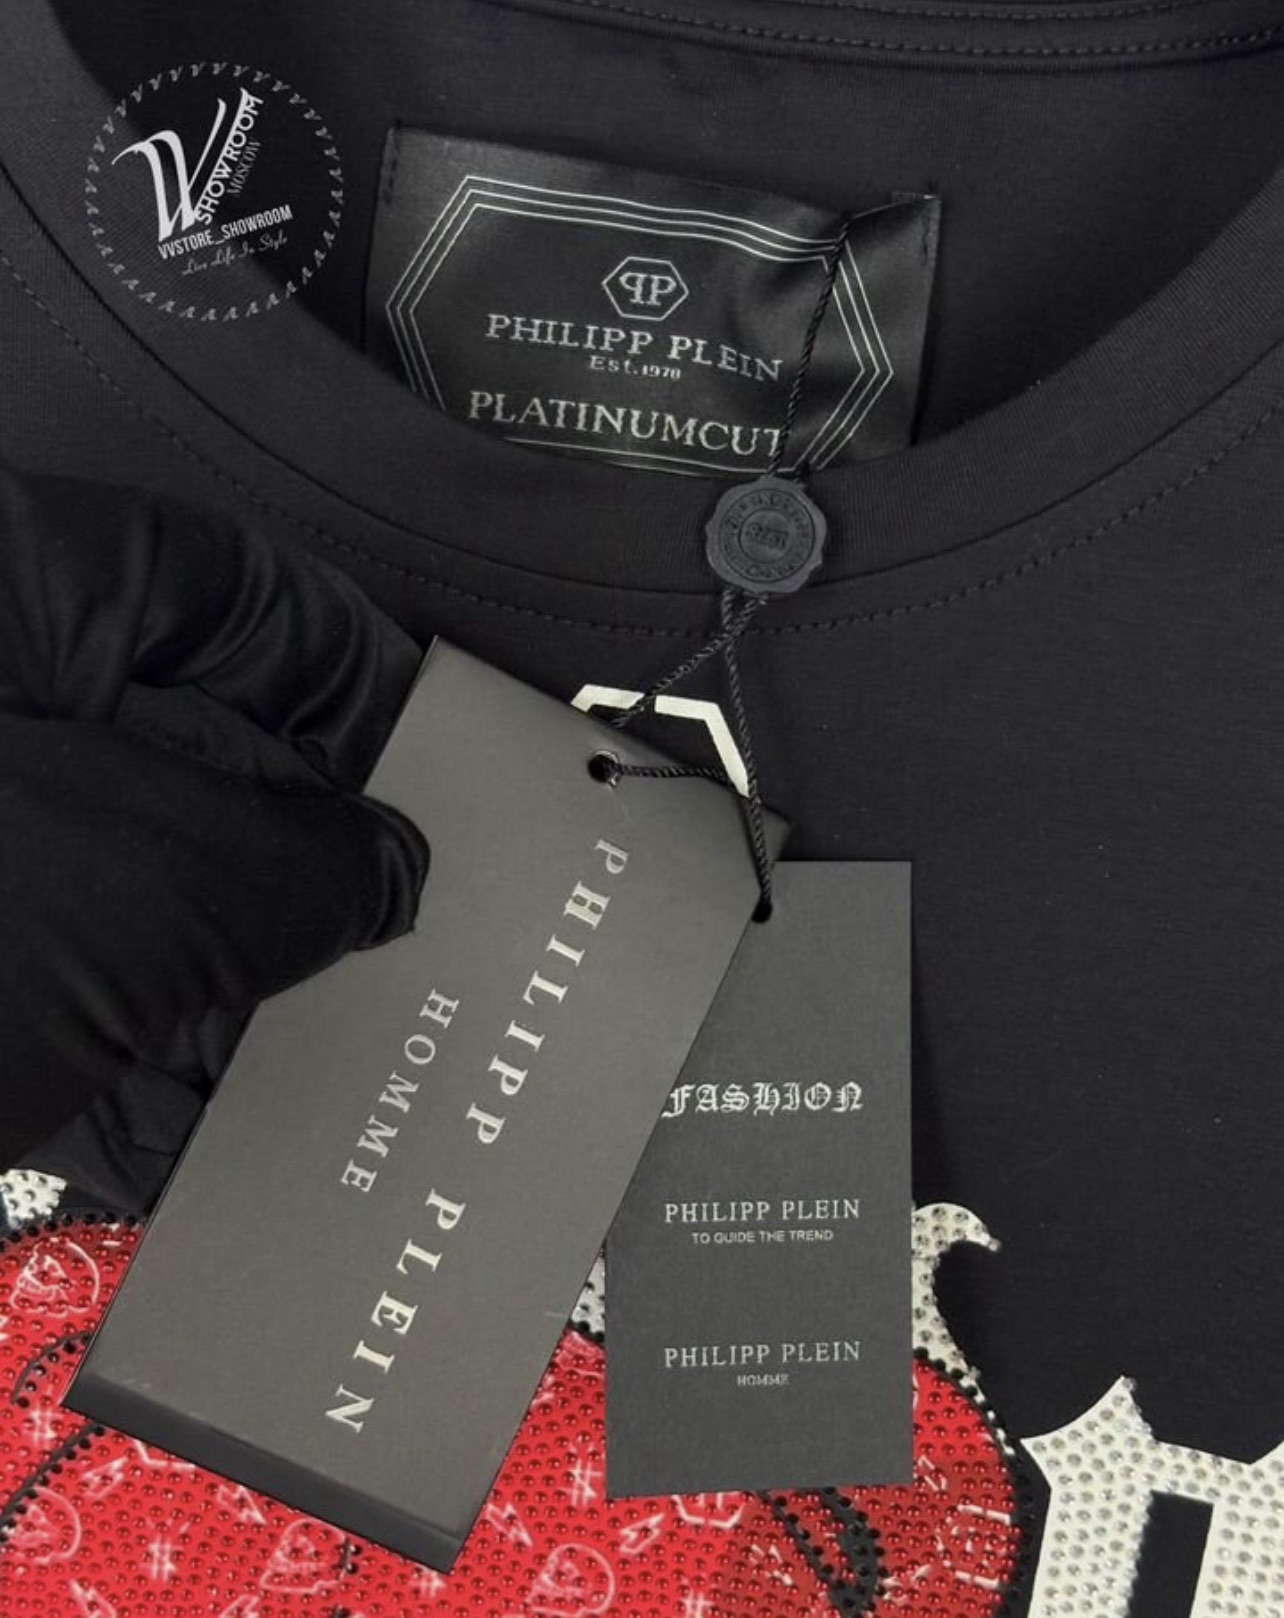 SHOWROOM
MOSCOW
VVSTORE_SHOWROOM
Live Life In Style
PHILIPP PLEIN
Est.1978
PLATINUMCUT
PHILIPP PLEIN
HOMME
FASHION
PHILIPP PLEIN
TO GUIDE THE TREND
PHILIPP PLEIN
HOMME